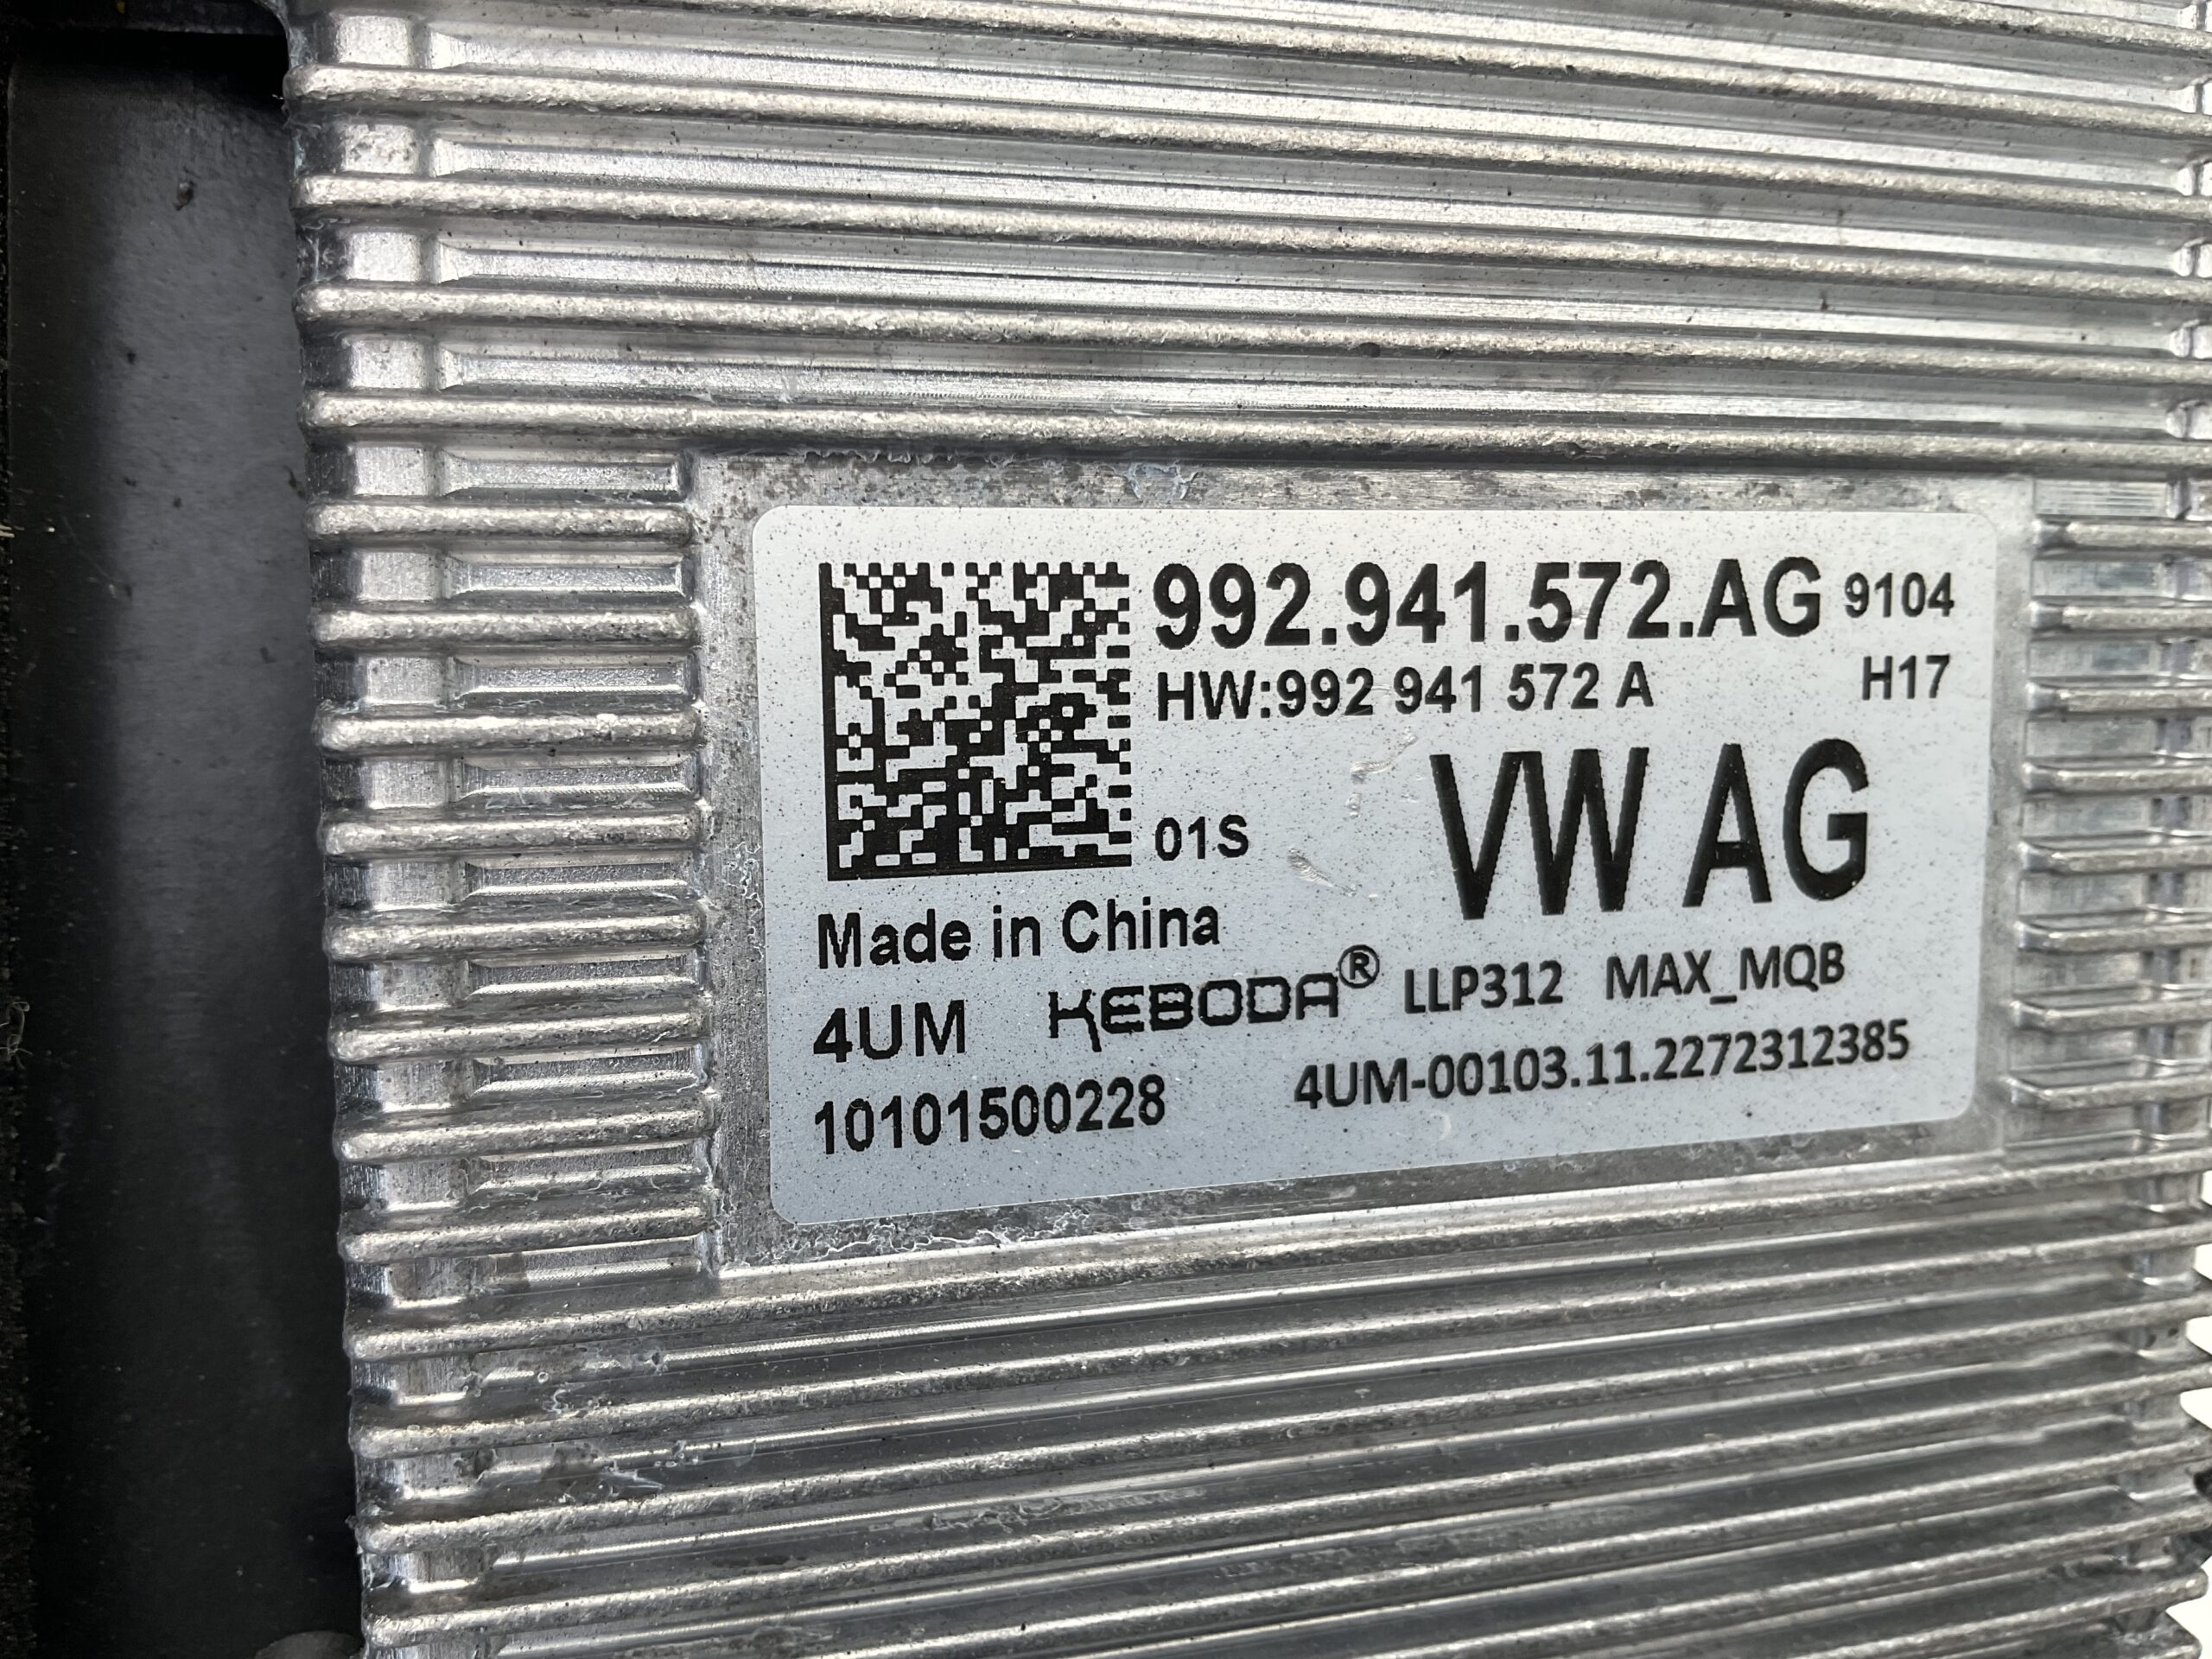 992.941.572.AG 9104
HW:992 941 572 A H17
VW AG
01S
Made in China
4UM KEBODA® LLP312 MAX_MQB
10101500228 4UM-00103.11.2272312385